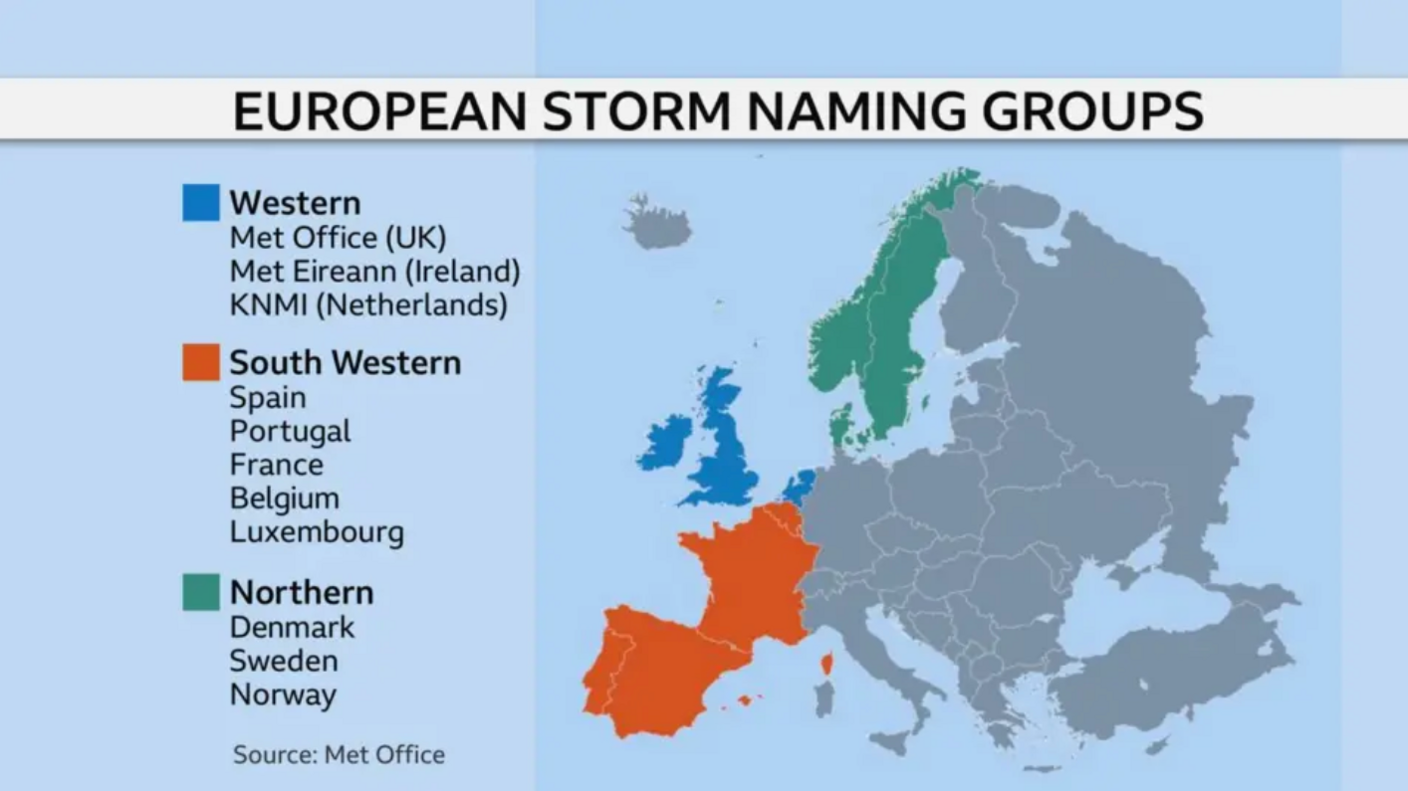 EUROPEAN STORM NAMING GROUPS
Western
Met Office (UK)
Met Eireann (Ireland)
KNMI (Netherlands)
South Western
Spain
Portugal
France
Belgium
Luxembourg
Northern
Denmark
Sweden
Norway
Source: Met Office